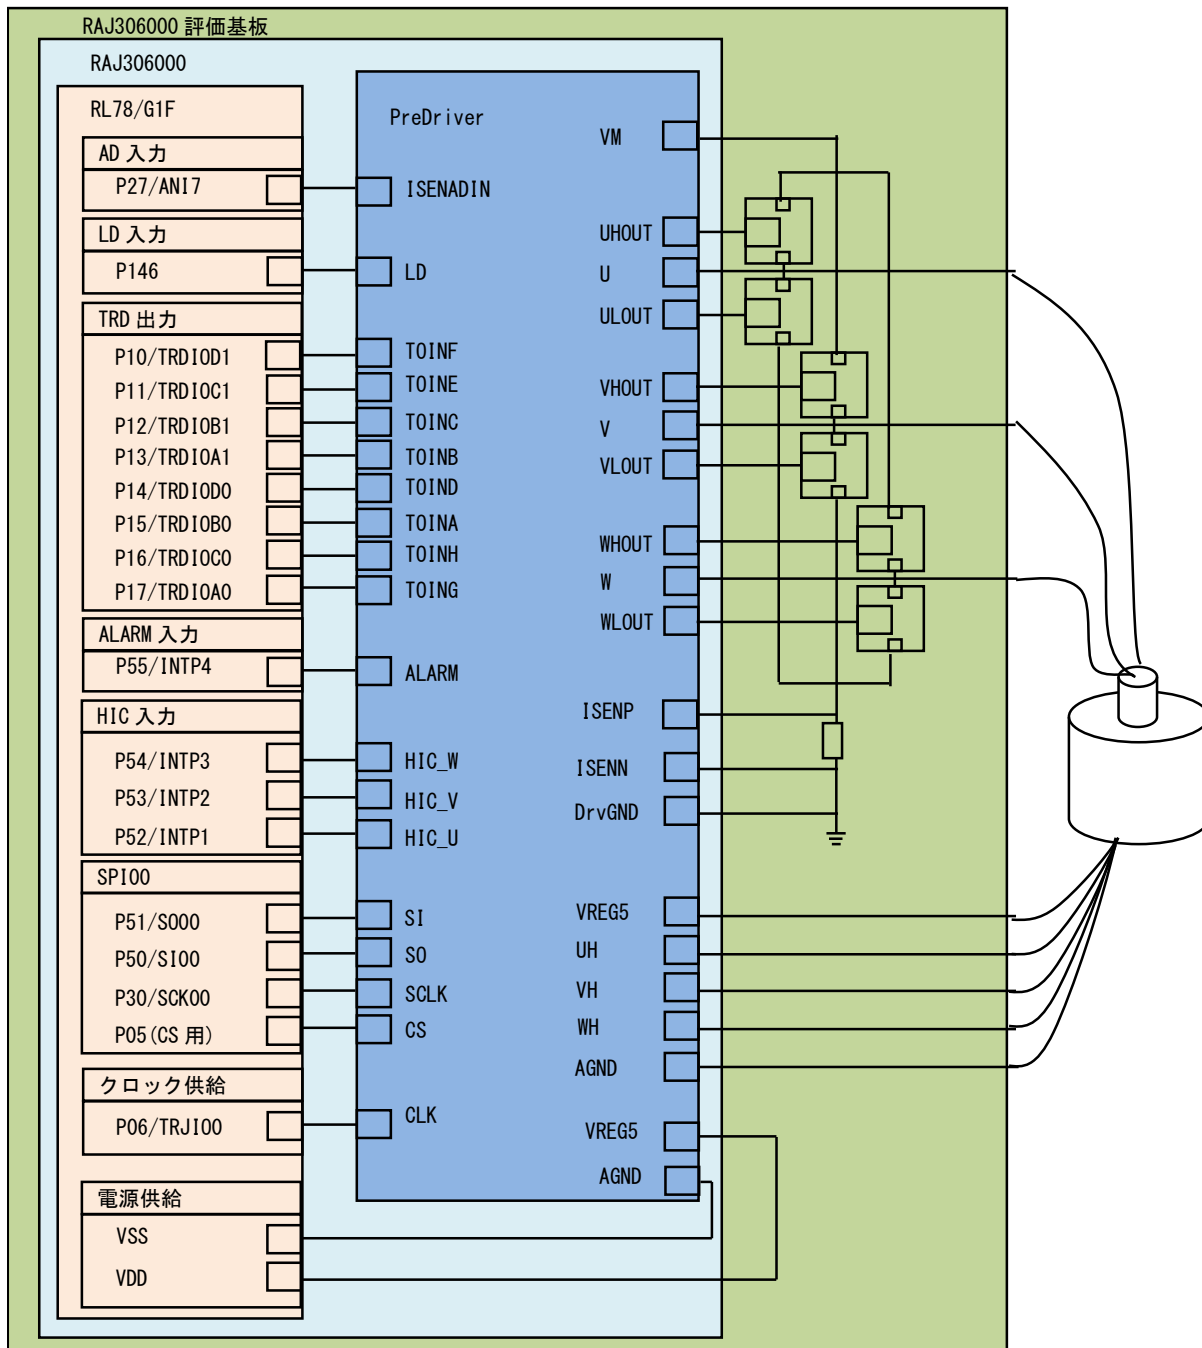 RAJ306000 評価基板
RAJ306000
RL78/G1F
AD 入力
P27/ANI7
LD 入力
P146
TRD 出力
P10/TRDIOD1
P11/TRDIOC1
P12/TRDIOB1
P13/TRDIOA1
P14/TRDIOD0
P15/TRDIOB0
P16/TRDIOC0
P17/TRDIOA0
ALARM 入力
P55/INTP4
HIC 入力
P54/INTP3
P53/INTP2
P52/INTP1
SPI00
P51/SO00
P50/SI00
P30/SCK00
P05(CS 用)
クロック供給
P06/TRJIO0
電源供給
VSS
VDD
PreDriver
ISENADIN
LD
TOINF
TOINE
TOINC
TOINB
TOIND
TOINA
TOINH
TOING
ALARM
HIC_W
HIC_V
HIC_U
SI
SO
SCLK
CS
CLK
VM
UHOUT
U
ULOUT
VHOUT
V
VLOUT
WHOUT
W
WLOUT
ISENP
ISENN
DrvGND
VREG5
UH
VH
WH
AGND
VREG5
AGND